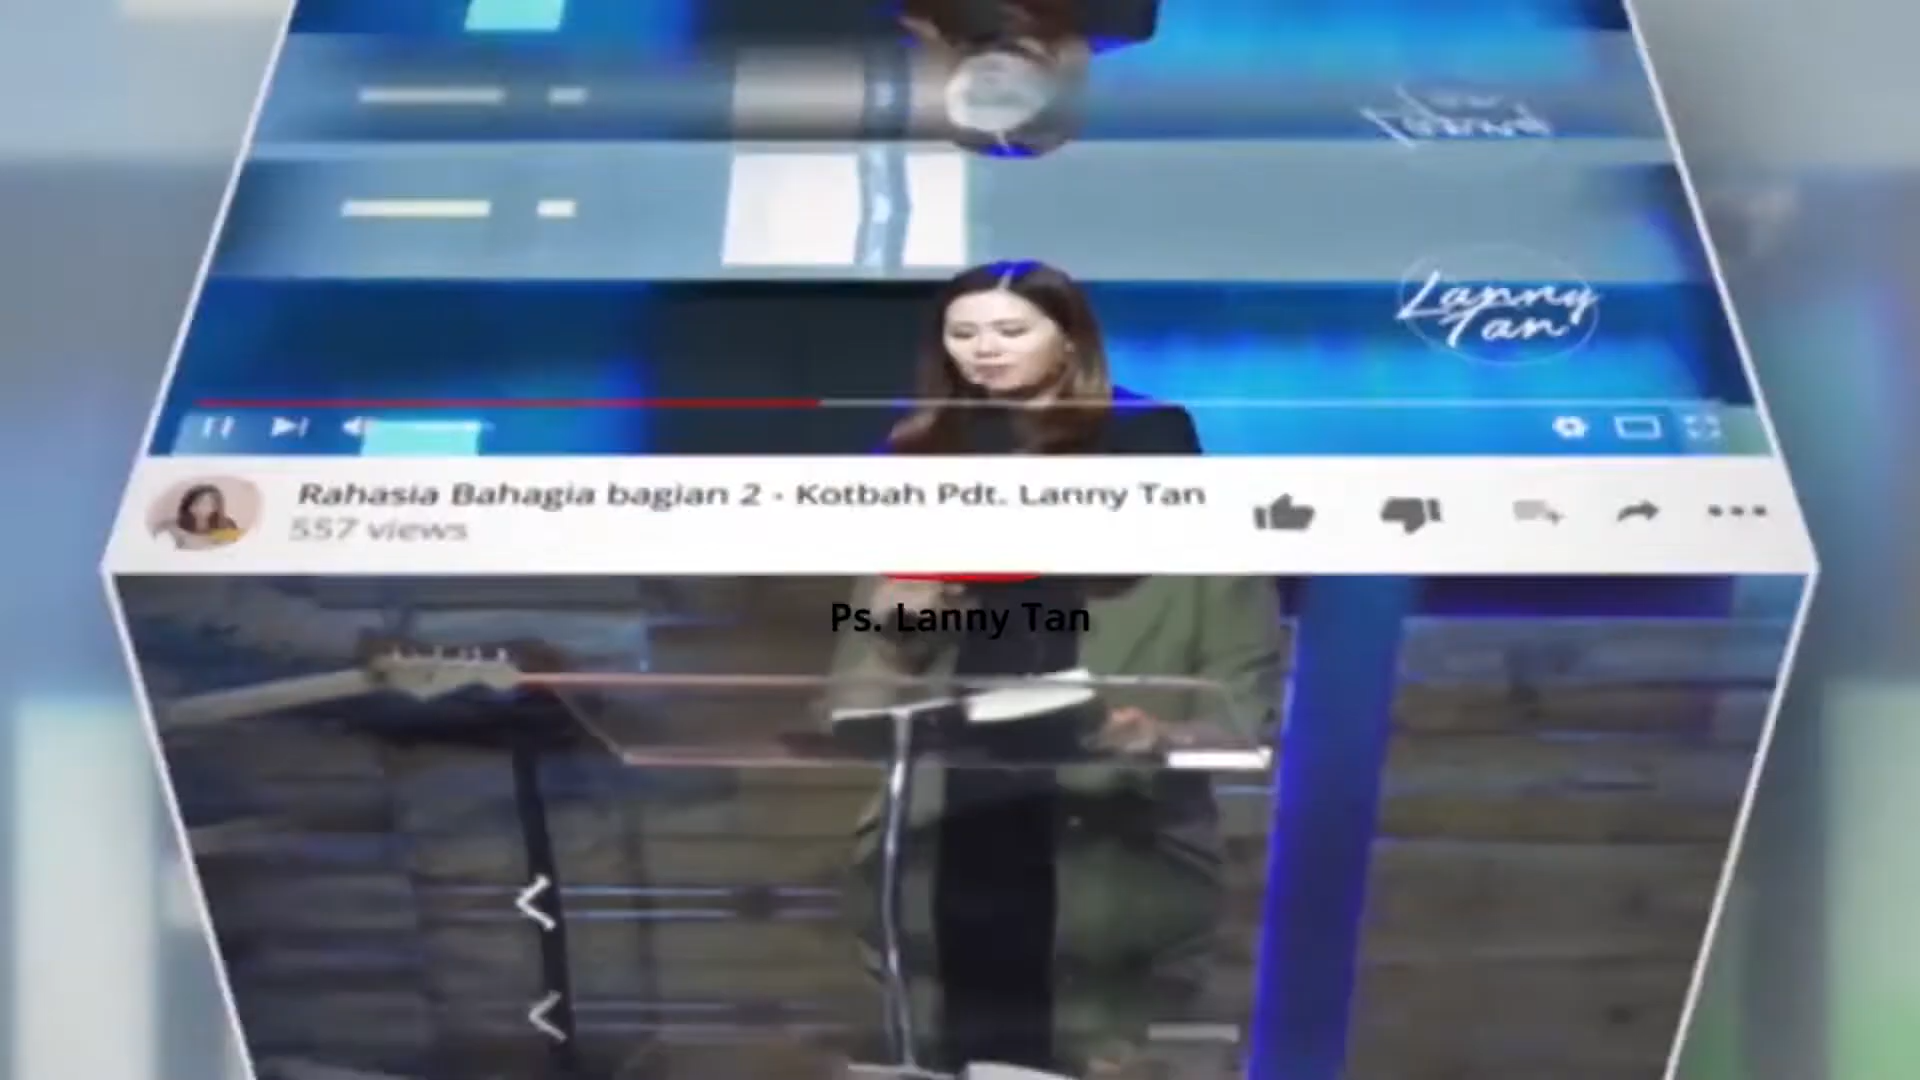 Lanny
Tan
Rahasia Bahagia bagian 2 - Kotbah Pdt. Lanny Tan
557 views
Ps. Lanny Tan